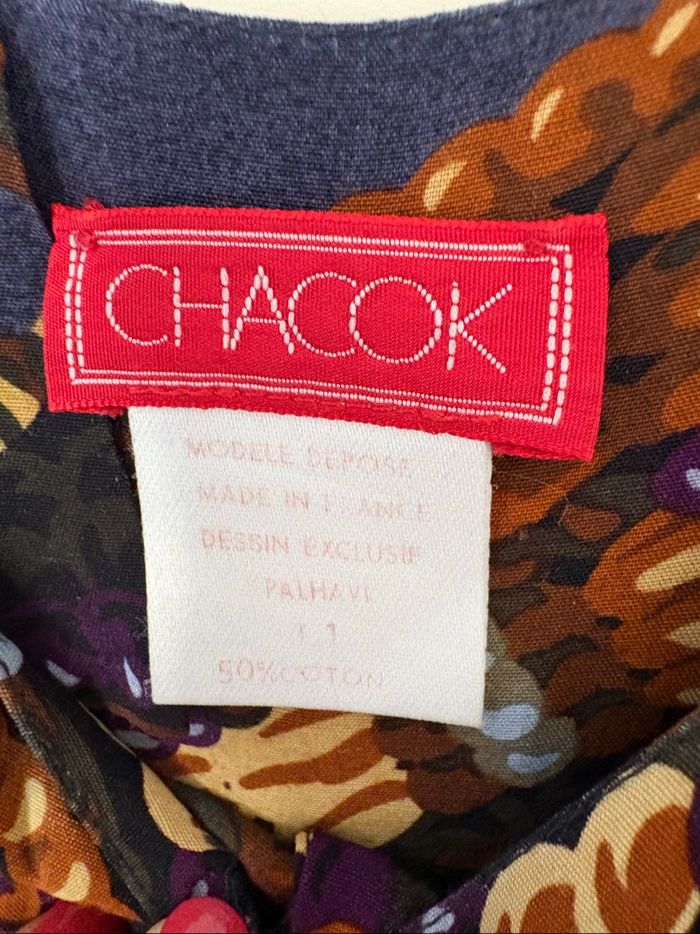 CHACOK
MODELE DEPOSE
MADE IN FRANCE
DESSIN EXCLUSIF
PALHAVI
1
50% COTON